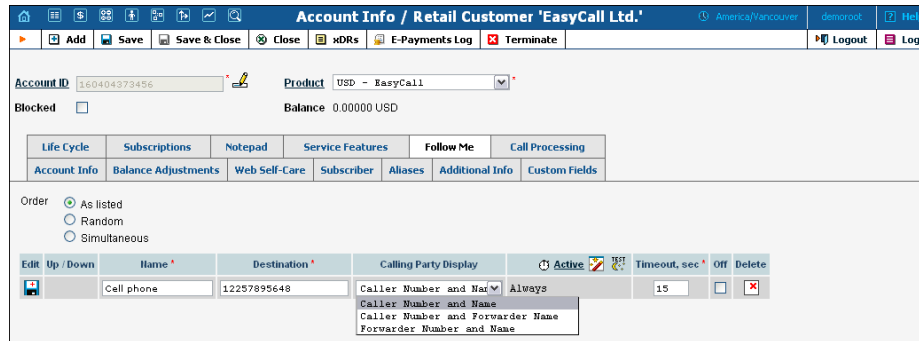 Account Info / Retail Customer 'EasyCall Ltd.' America/Vancouver demoroot Hel
Add Save Save & Close Close xDRs E-Payments Log Terminate Logout Log
Account ID 160404373456 * Product USD - EasyCall *
Blocked Balance 0.00000 USD
Life Cycle Subscriptions Notepad Service Features Follow Me Call Processing
Account Info Balance Adjustments Web Self-Care Subscriber Aliases Additional Info Custom Fields
Order As listed
Random
Simultaneous
Edit Up / Down Name * Destination * Calling Party Display Active TEST Timeout, sec * Off Delete
Cell phone 12257895648 Caller Number and Nam Always 15
Caller Number and Name
Caller Number and Forwarder Name
Forwarder Number and Name